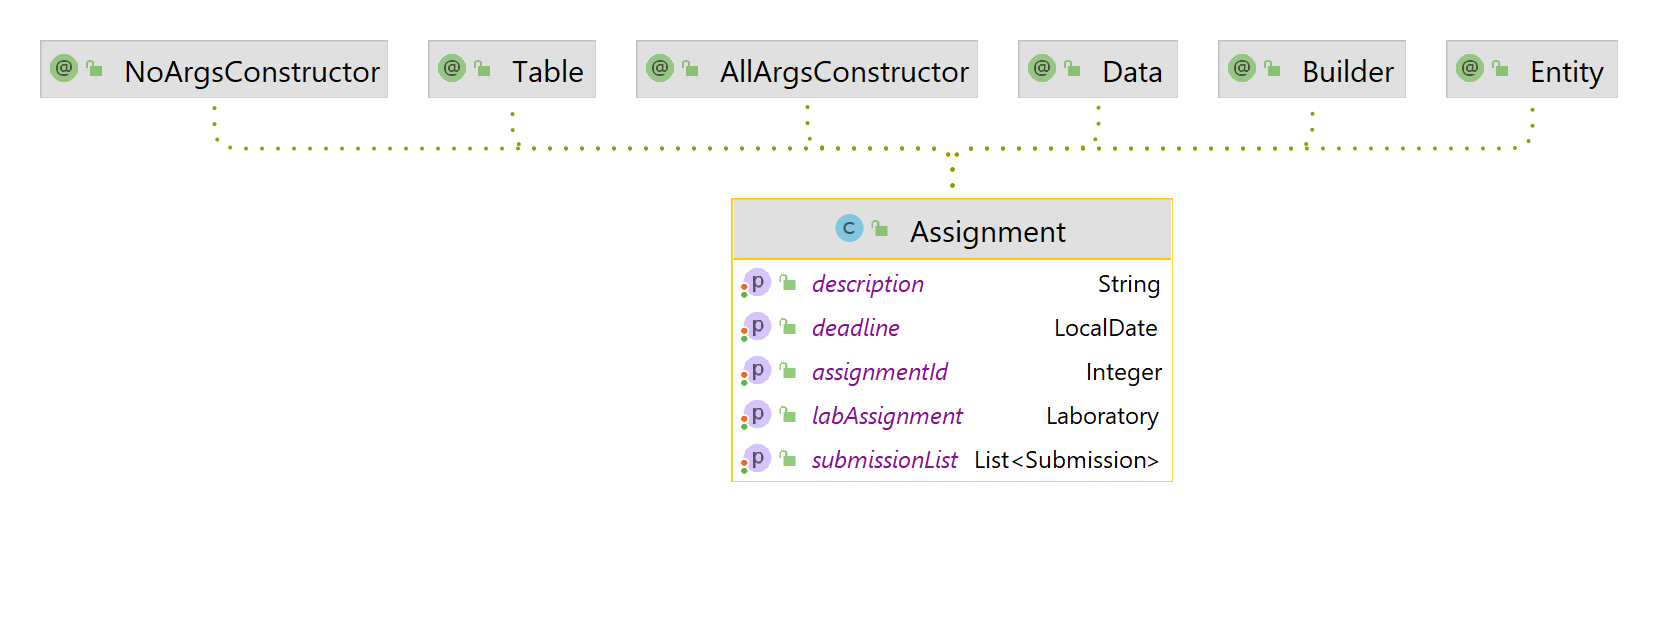 @ NoArgsConstructor
@ Table
@ AllArgsConstructor
@ Data
@ Builder
@ Entity
C Assignment
p description String
p deadline LocalDate
p assignmentId Integer
p labAssignment Laboratory
p submissionList List<Submission>